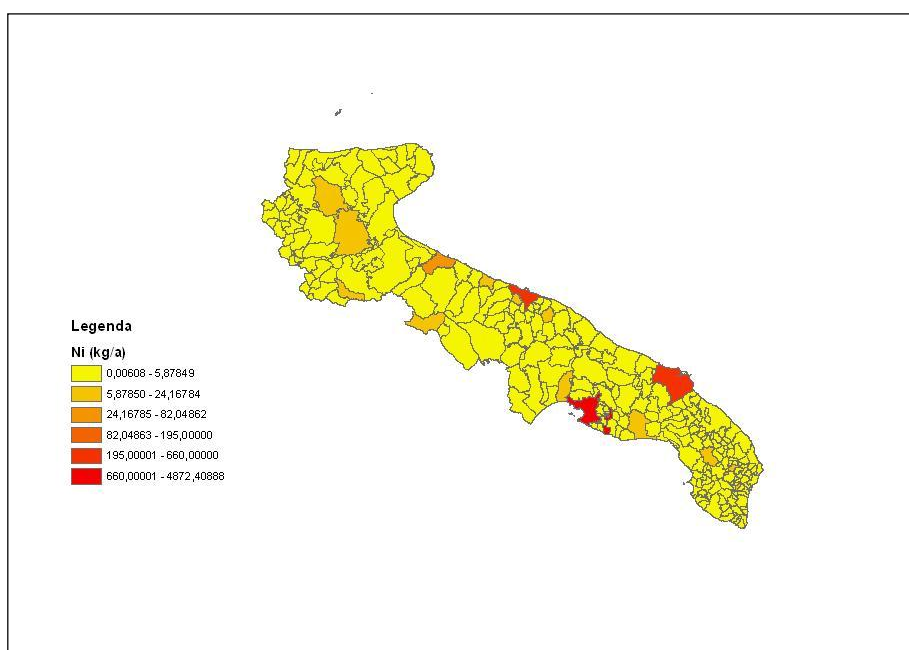 Legenda
Ni (kg/a)
0,00608 - 5,87849
5,87850 - 24,16784
24,16785 - 82,04862
82,04863 - 195,00000
195,00001 - 660,00000
660,00001 - 4872,40888